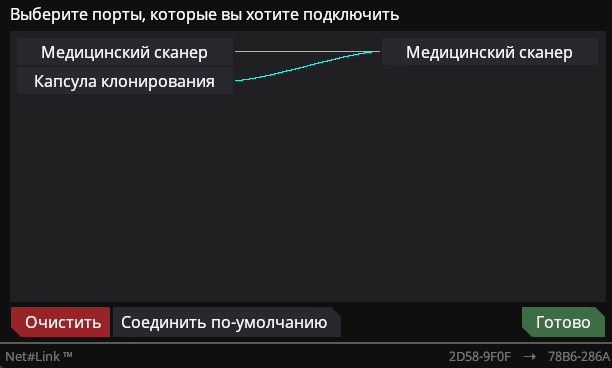 Выберите порты, которые вы хотите подключить
Медицинский сканер Медицинский сканер
Капсула клонирования
Очистить Соединить по-умолчанию Готово
Net#Link ™ 2D58-9F0F → 78B6-286A